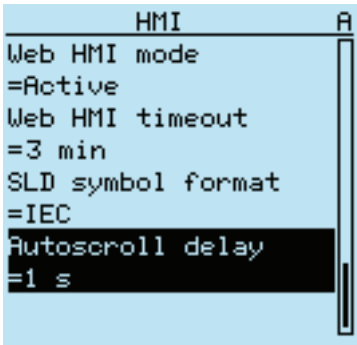 HMI A
Web HMI mode
=Active
Web HMI timeout
=3 min
SLD symbol format
=IEC
Autoscroll delay
=1 s